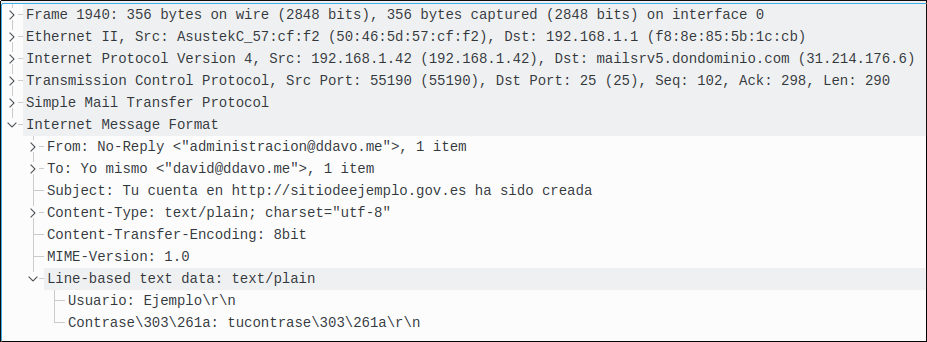 Frame 1940: 356 bytes on wire (2848 bits), 356 bytes captured (2848 bits) on interface 0
Ethernet II, Src: AsustekC_57:cf:f2 (50:46:5d:57:cf:f2), Dst: 192.168.1.1 (f8:8e:85:5b:1c:cb)
Internet Protocol Version 4, Src: 192.168.1.42 (192.168.1.42), Dst: mailsrv5.dondominio.com (31.214.176.6)
Transmission Control Protocol, Src Port: 55190 (55190), Dst Port: 25 (25), Seq: 102, Ack: 298, Len: 290
Simple Mail Transfer Protocol
Internet Message Format
From: No-Reply <"administracion@ddavo.me">, 1 item
To: Yo mismo <"david@ddavo.me">, 1 item
Subject: Tu cuenta en http://sitiodeejemplo.gov.es ha sido creada
Content-Type: text/plain; charset="utf-8"
Content-Transfer-Encoding: 8bit
MIME-Version: 1.0
Line-based text data: text/plain
Usuario: Ejemplo\r\n
Contrase\303\261a: tucontrase\303\261a\r\n